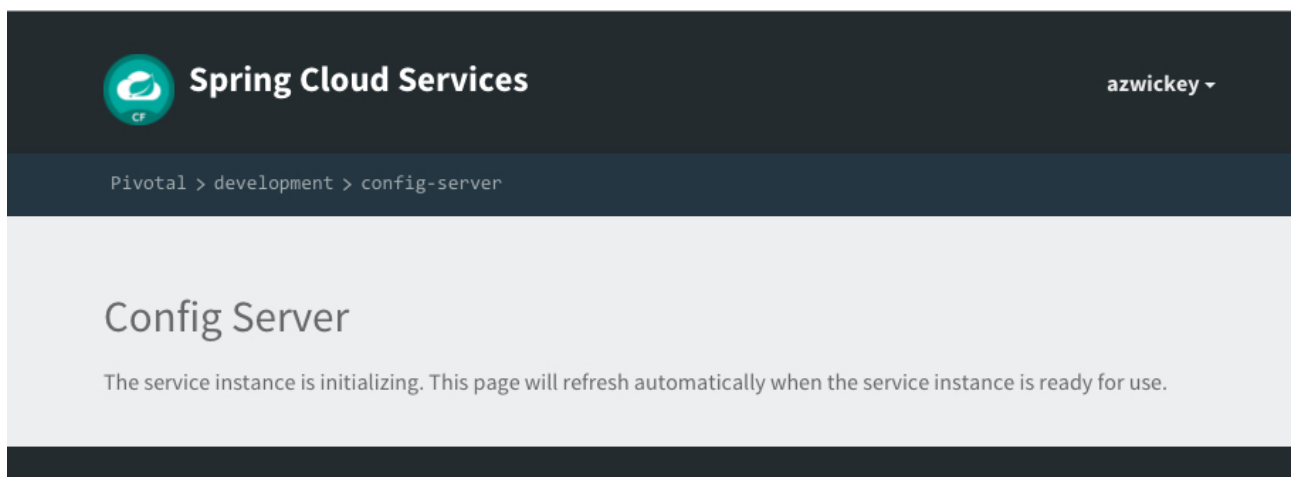 CF
Spring Cloud Services
azwickey
Pivotal > development > config-server
Config Server
The service instance is initializing. This page will refresh automatically when the service instance is ready for use.